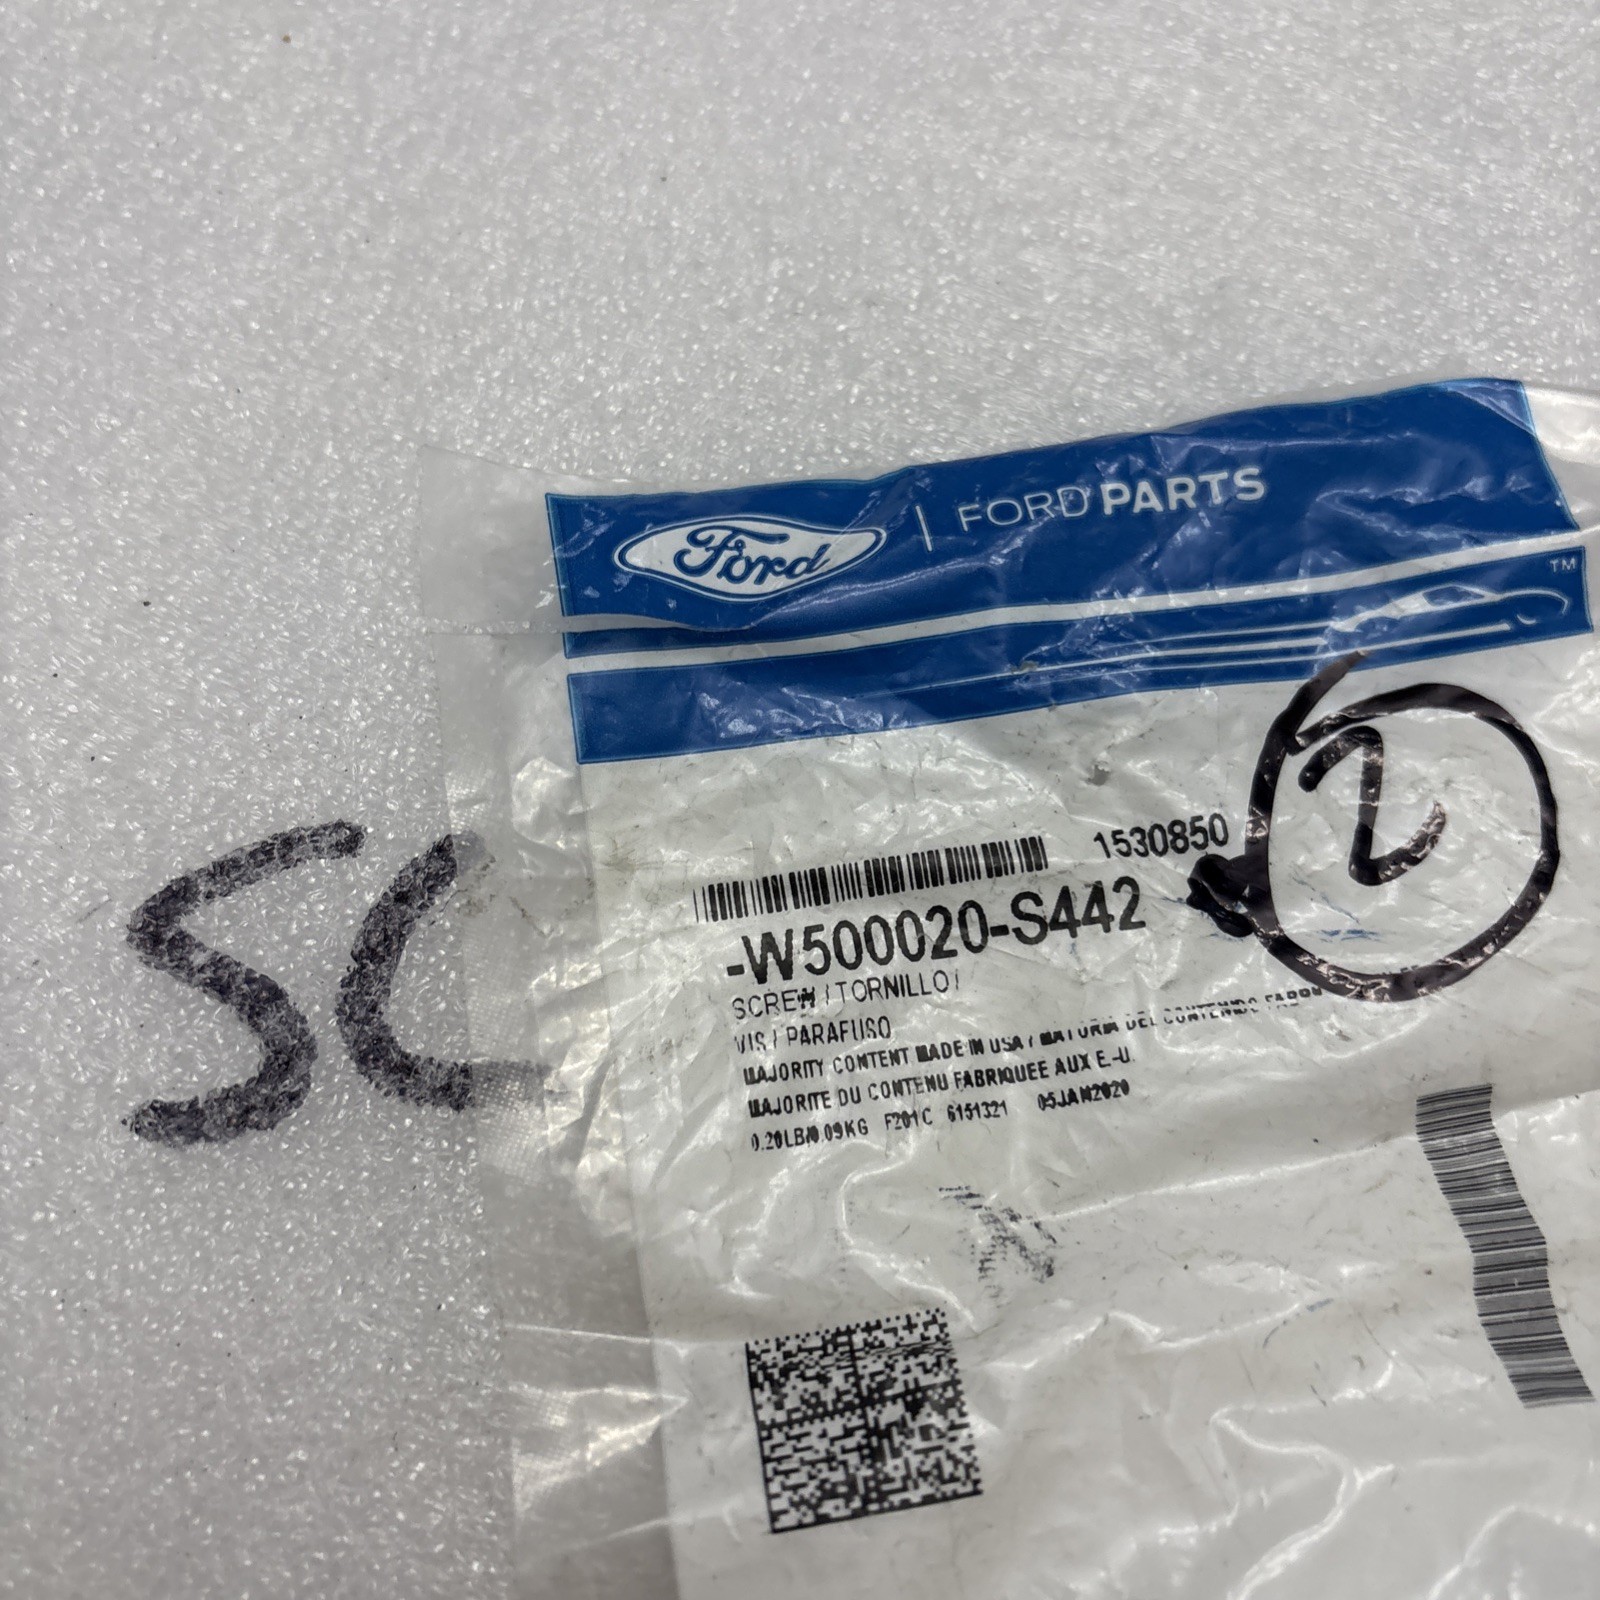 Ford | FORD PARTS
TM
2
SC
1530850
-W500020-S442
SCREW / TORNILLO /
VIS / PARAFUSO
MAJORITY CONTENT MADE IN USA / MAYORIA DEL CONTENIDO
MAJORITE DU CONTENU FABRIQUEE AUX E.-U.
0.20LB/0.09KG F201C 6151321 05JAN2020